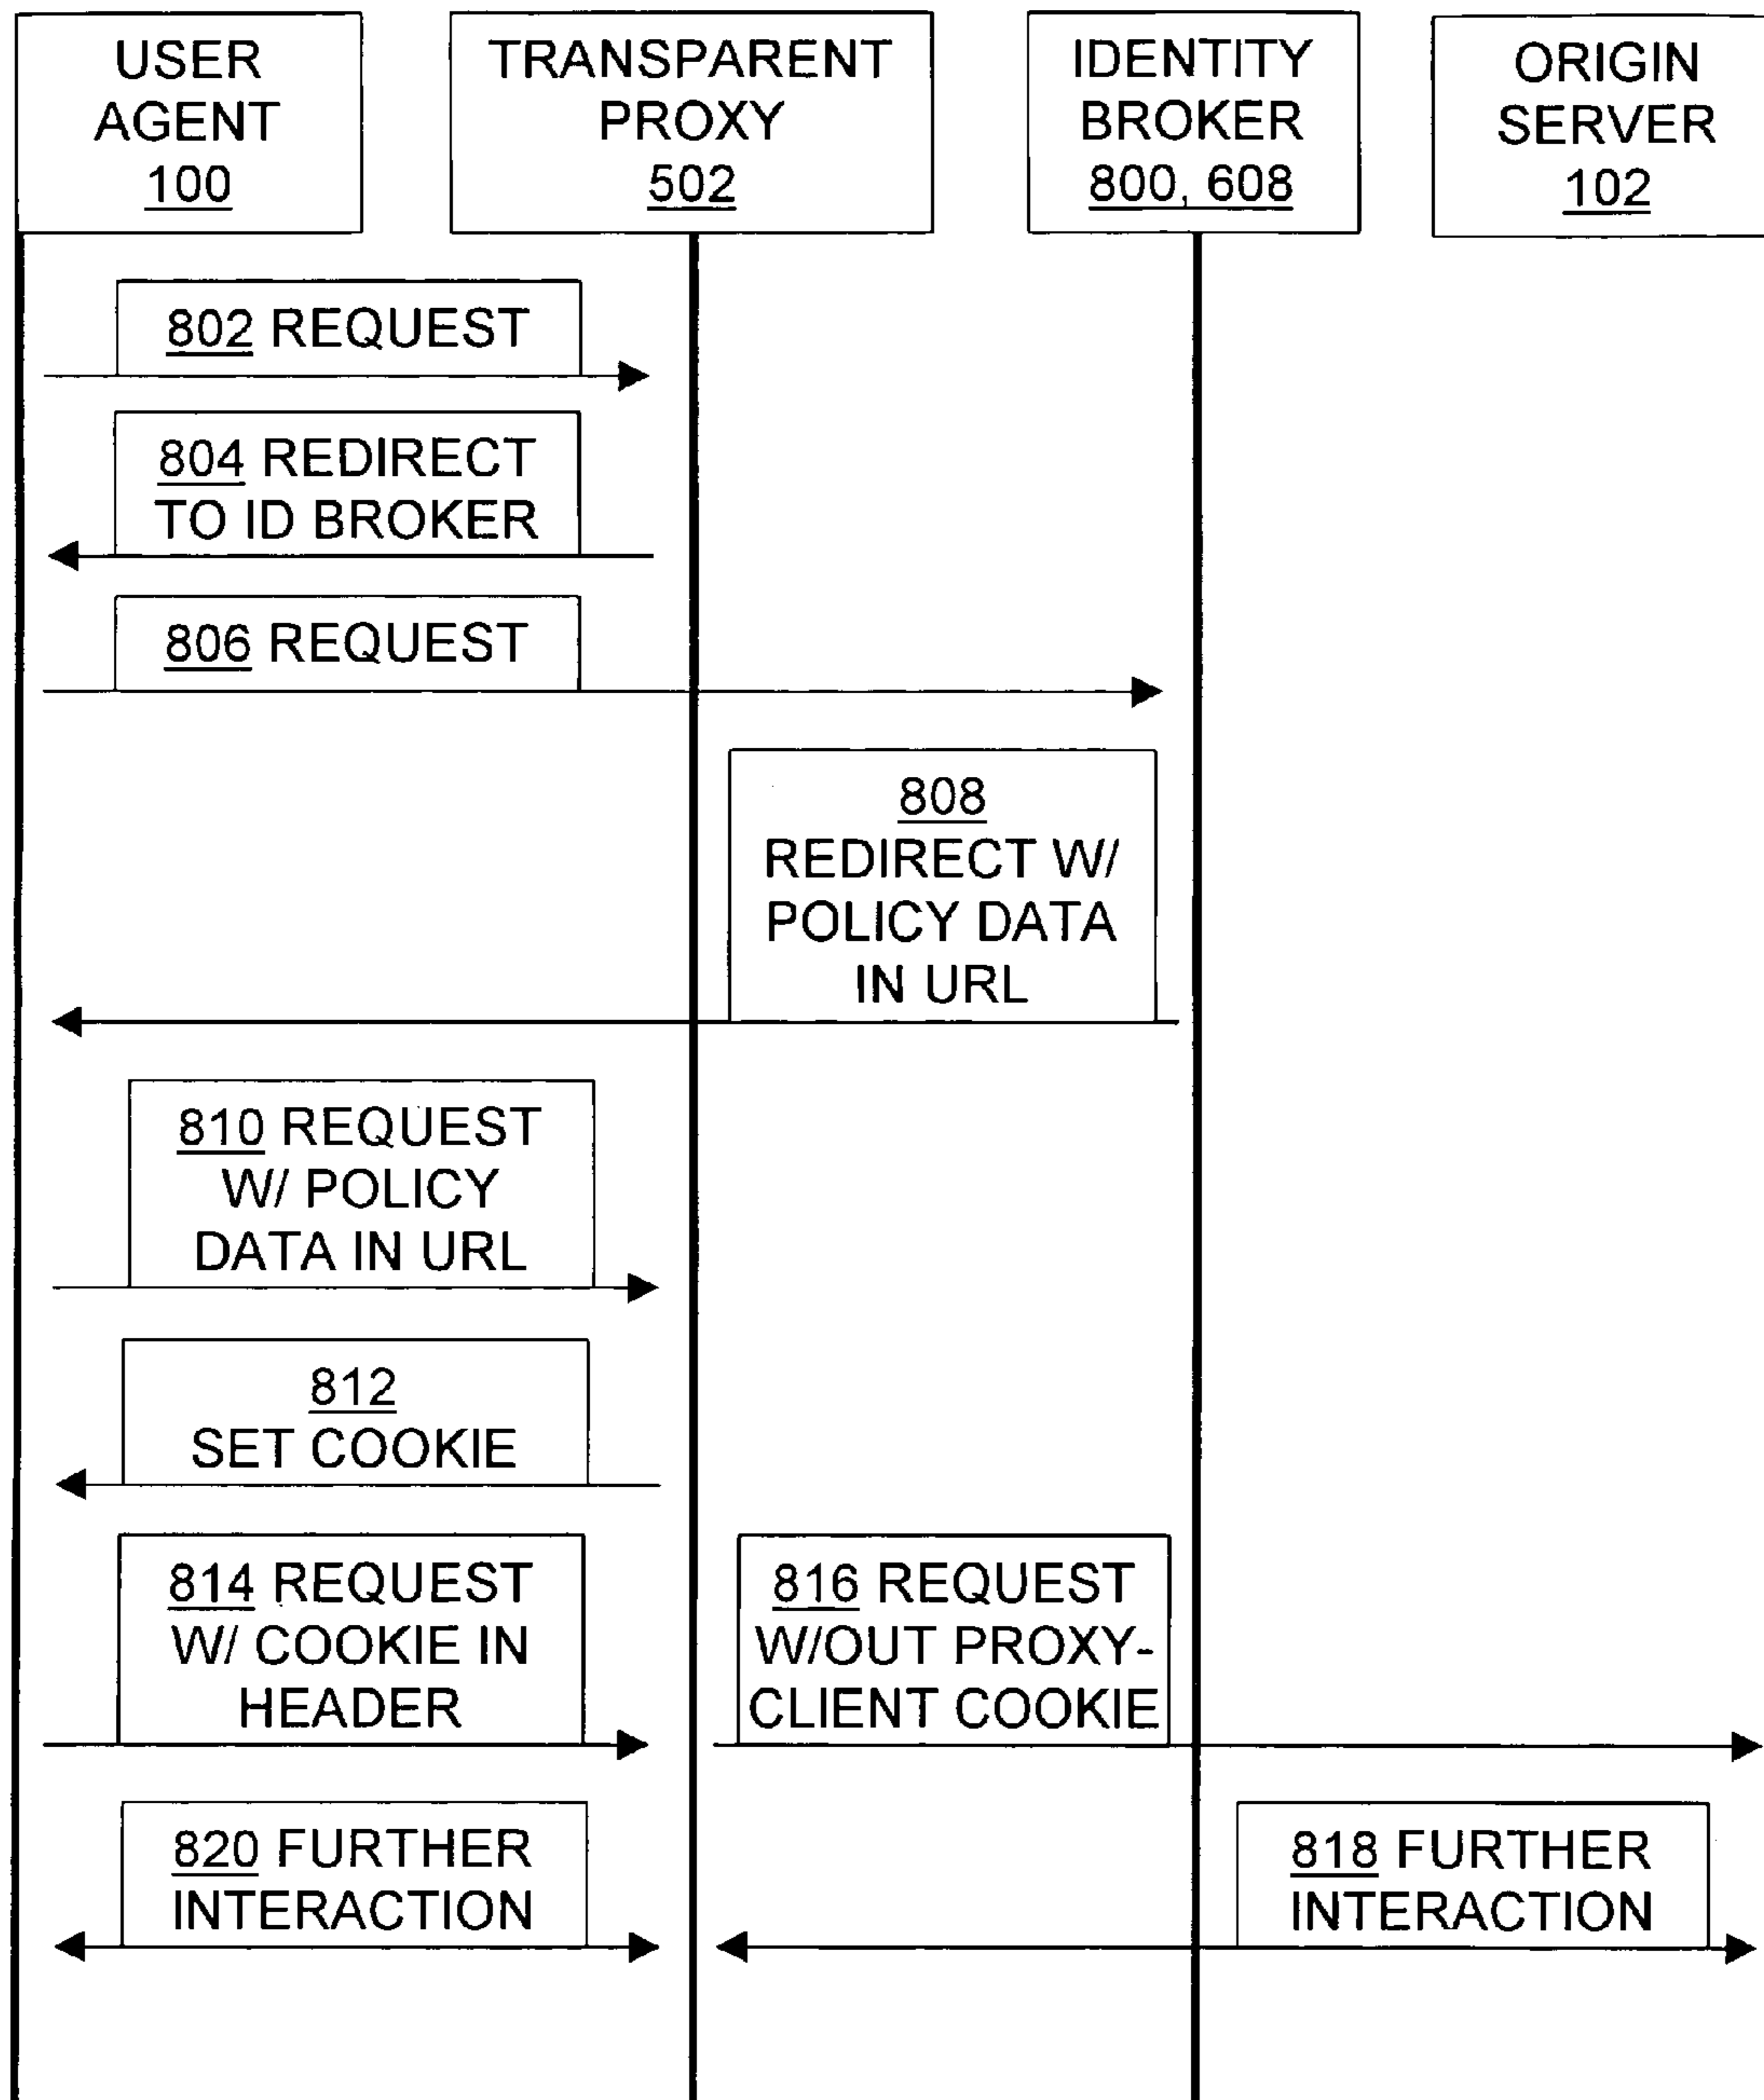 USER
AGENT
100
TRANSPARENT
PROXY
502
IDENTITY
BROKER
800, 608
ORIGIN
SERVER
102
802 REQUEST
804 REDIRECT
TO ID BROKER
806 REQUEST
808
REDIRECT W/
POLICY DATA
IN URL
810 REQUEST
W/ POLICY
DATA IN URL
812
SET COOKIE
814 REQUEST
W/ COOKIE IN
HEADER
816 REQUEST
W/OUT PROXY-
CLIENT COOKIE
820 FURTHER
INTERACTION
818 FURTHER
INTERACTION